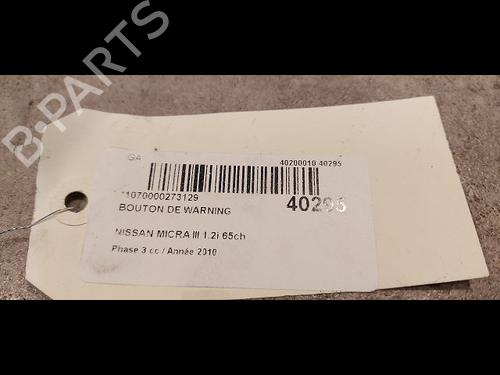 B-PARTS
GA
40200010 40295
*1070000273129
BOUTON DE WARNING
40295
NISSAN MICRA III 1.2i 65ch
Phase 3 cc / Année 2010